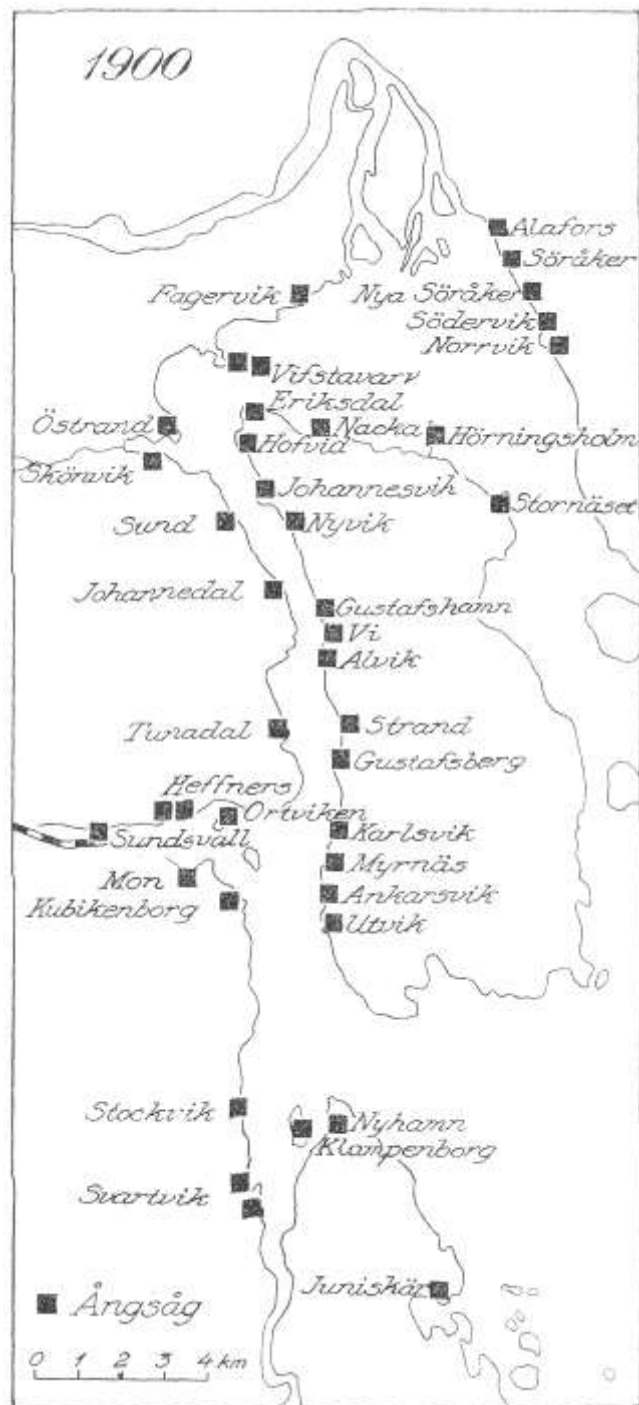 1900
Alafors
Söråker
Fagervik
Nya Söråker
Södervik
Norrvik
Vifstavarv
Eriksdal
Östrand
Nacka
Hofvid
Hörningsholm
Skönvik
Johannesvik
Stornäset
Sund
Nyvik
Johannedal
Gustafshamn
Vi
Alvik
Tunadal
Strand
Gustafsberg
Heffners
Ortviken
Sundsvall
Karlsvik
Mon
Myrnäs
Kubikenborg
Ankarsvik
Utvik
Stockvik
Nyhamn
Klampenborg
Svartvik
Juniskär
Ångsåg
0 1 2 3 4 km